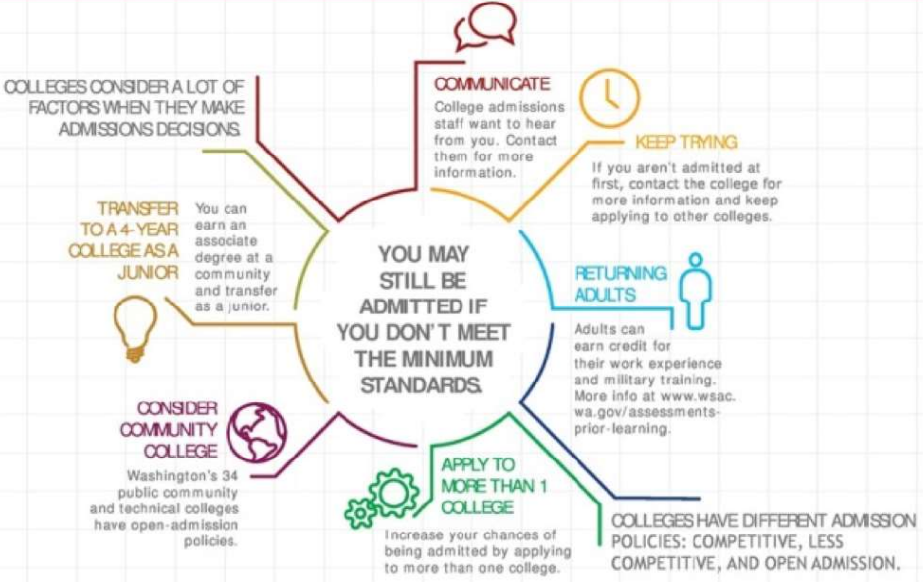 COMMUNICATE
College admissions
staff want to hear
from you. Contact
them for more
information.
KEEP TRYING
If you aren't admitted at
first, contact the college for
more information and keep
applying to other colleges.
RETURNING
ADULTS
Adults can
earn credit for
their work experience
and military training.
More info at www.wsac.
wa.gov/assessments-
prior-learning.
COLLEGES HAVE DIFFERENT ADMISSION
POLICIES: COMPETITIVE, LESS
COMPETITIVE, AND OPEN ADMISSION.
APPLY TO
MORE THAN 1
COLLEGE
Increase your chances of
being admitted by applying
to more than one college.
CONSIDER
COMMUNITY
COLLEGE
Washington's 34
public community
and technical colleges
have open-admission
policies.
TRANSFER
TO A 4-YEAR
COLLEGE AS A
JUNIOR
You can
earn an
associate
degree at a
community
and transfer
as a junior.
COLLEGES CONSIDER A LOT OF
FACTORS WHEN THEY MAKE
ADMISSIONS DECISIONS.
YOU MAY
STILL BE
ADMITTED IF
YOU DON'T MEET
THE MINIMUM
STANDARDS.